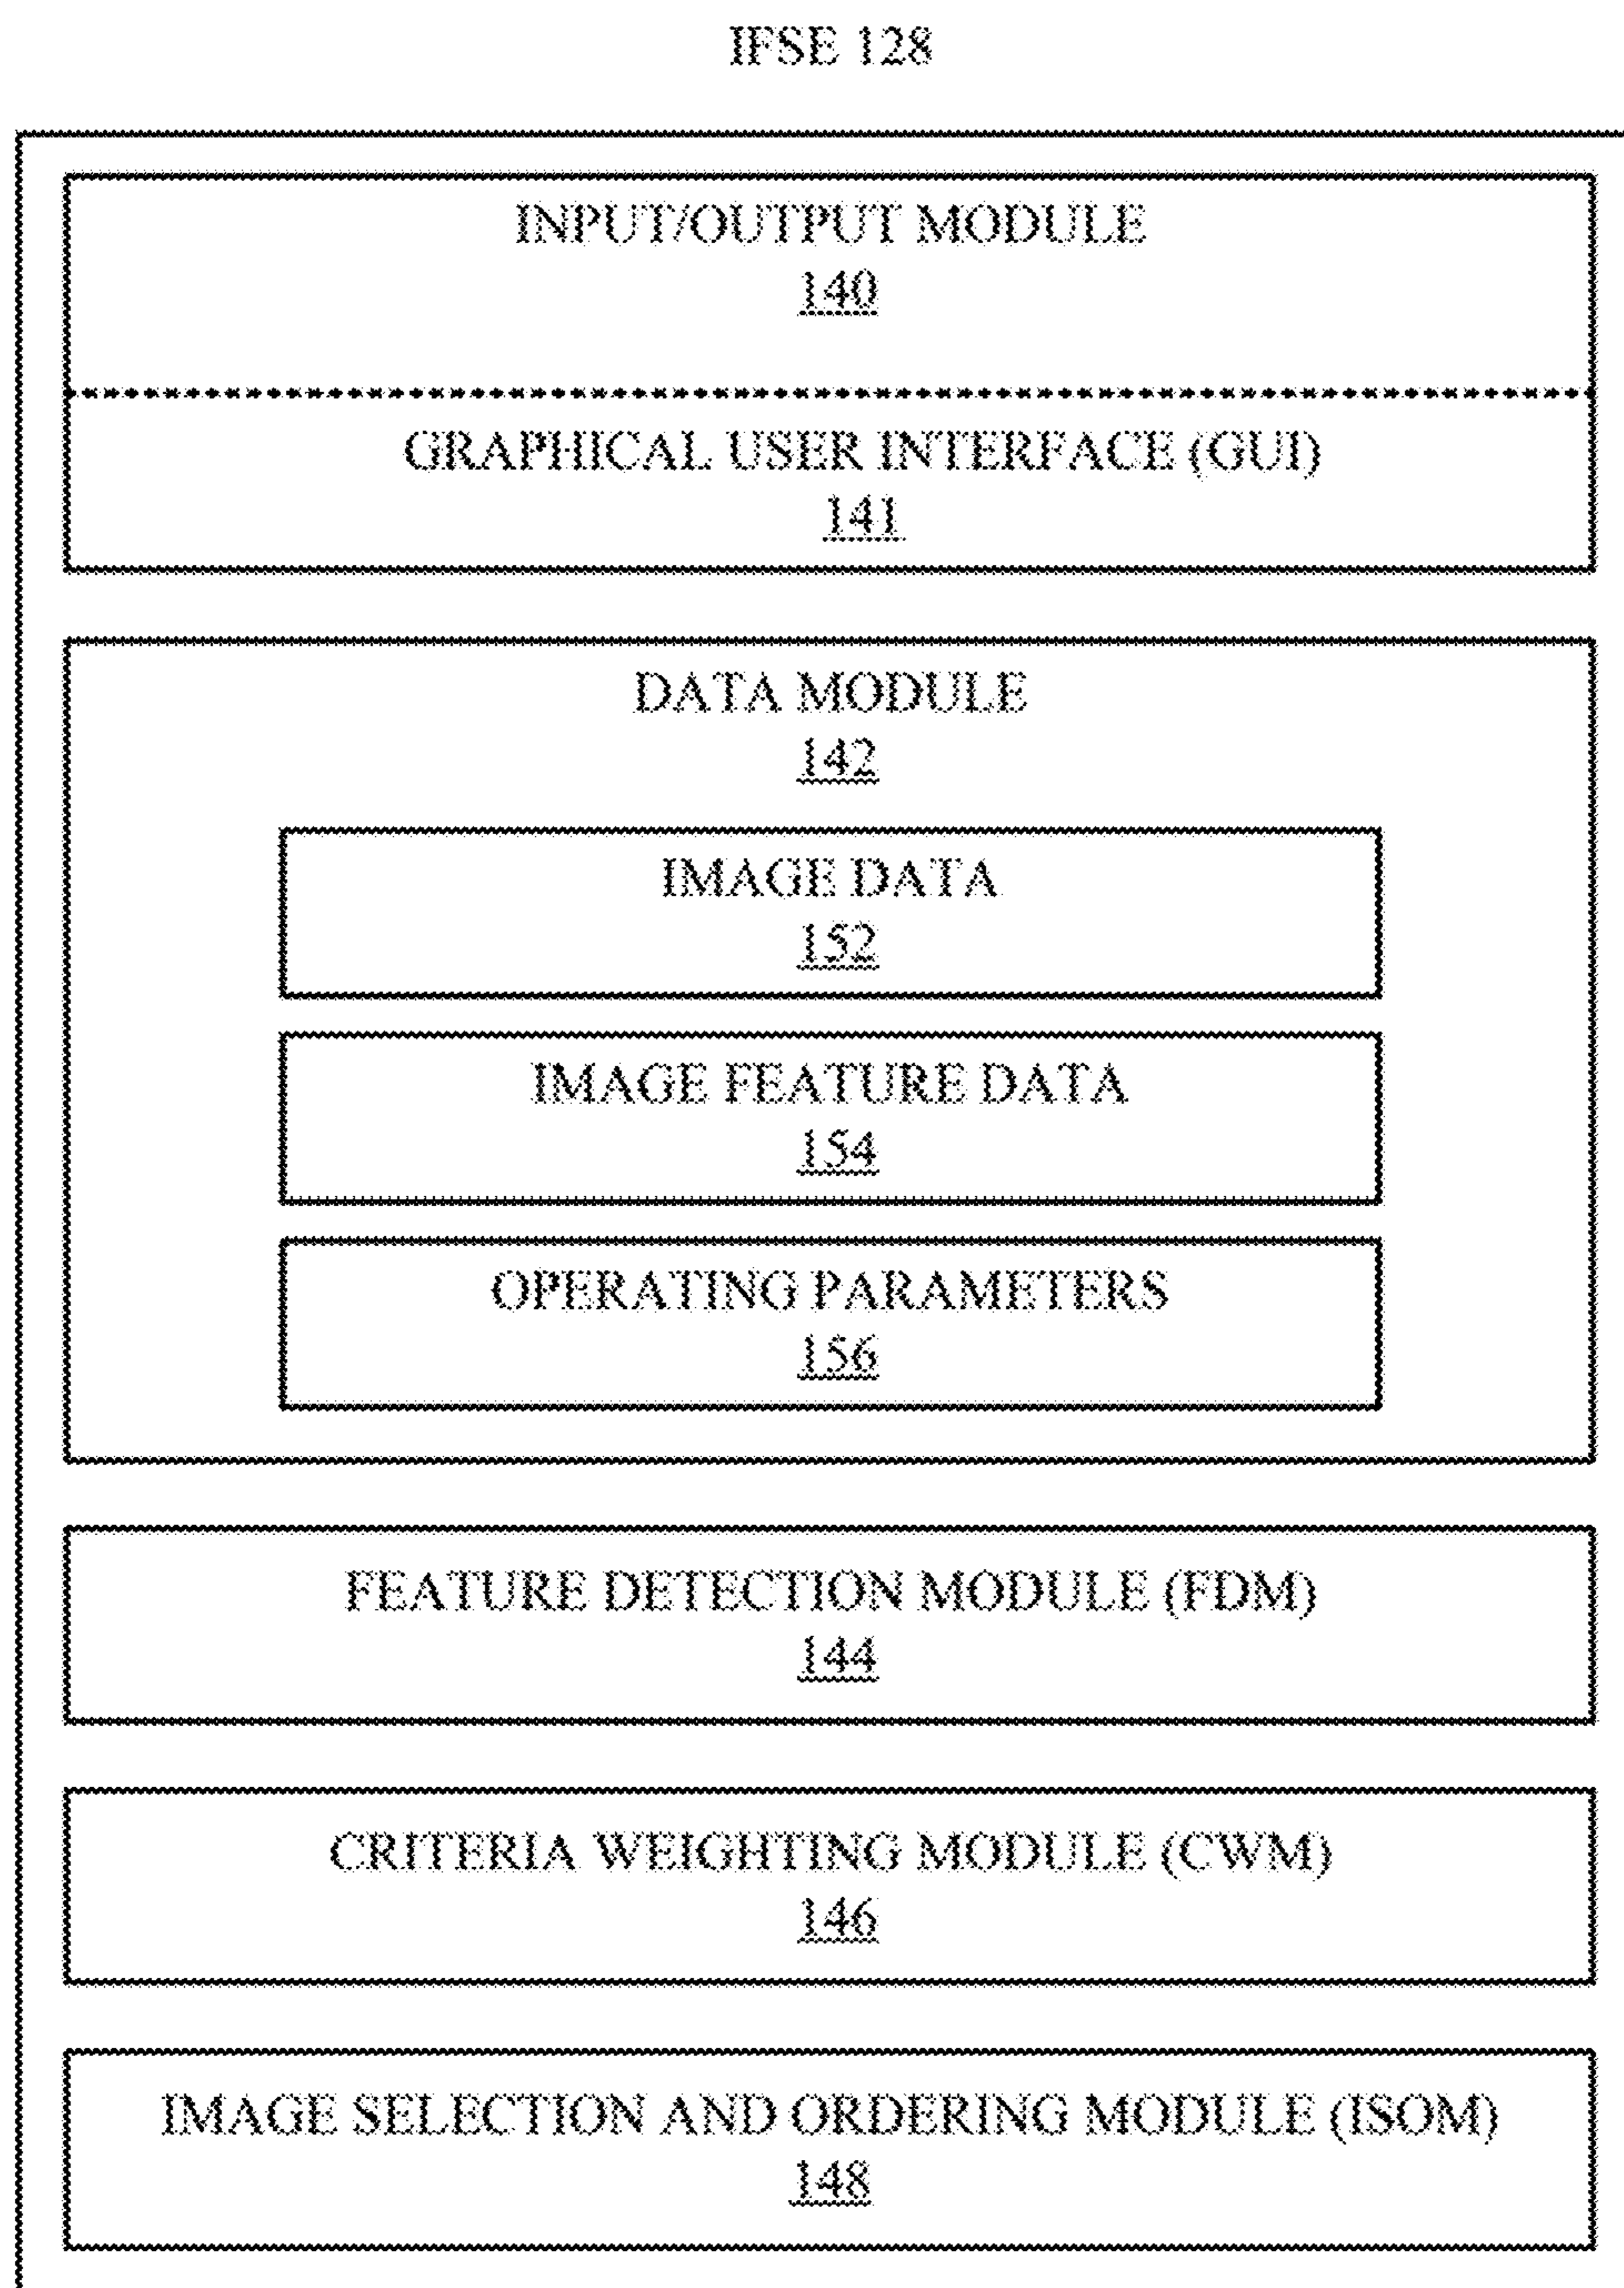 IFSE 128
INPUT/OUTPUT MODULE
140
GRAPHICAL USER INTERFACE (GUI)
141
DATA MODULE
142
IMAGE DATA
152
IMAGE FEATURE DATA
154
OPERATING PARAMETERS
156
FEATURE DETECTION MODULE (FDM)
144
CRITERIA WEIGHTING MODULE (CWM)
146
IMAGE SELECTION AND ORDERING MODULE (ISOM)
148